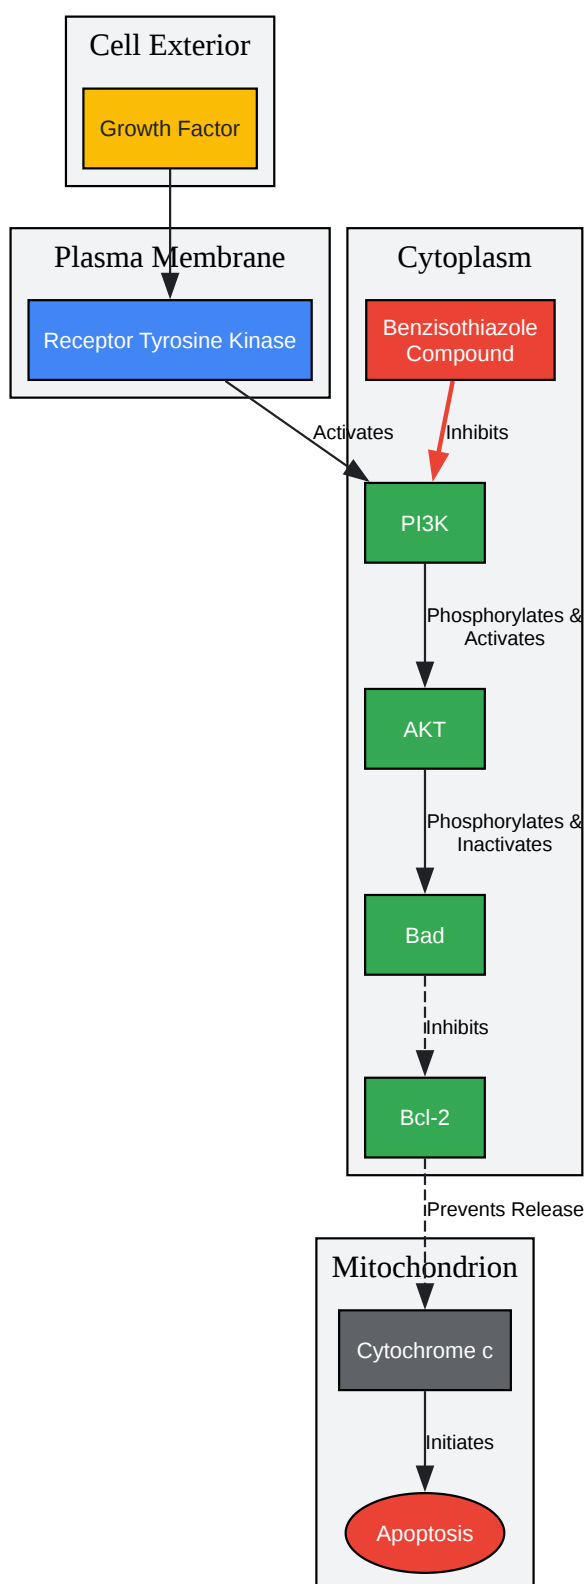 Cell Exterior
Growth Factor
Plasma Membrane
Cytoplasm
Receptor Tyrosine Kinase
Benzisothiazole
Compound
Activates
Inhibits
PI3K
Phosphorylates &
Activates
AKT
Phosphorylates &
Inactivates
Bad
Inhibits
Bcl-2
Prevents Release
Mitochondrion
Cytochrome c
Initiates
Apoptosis